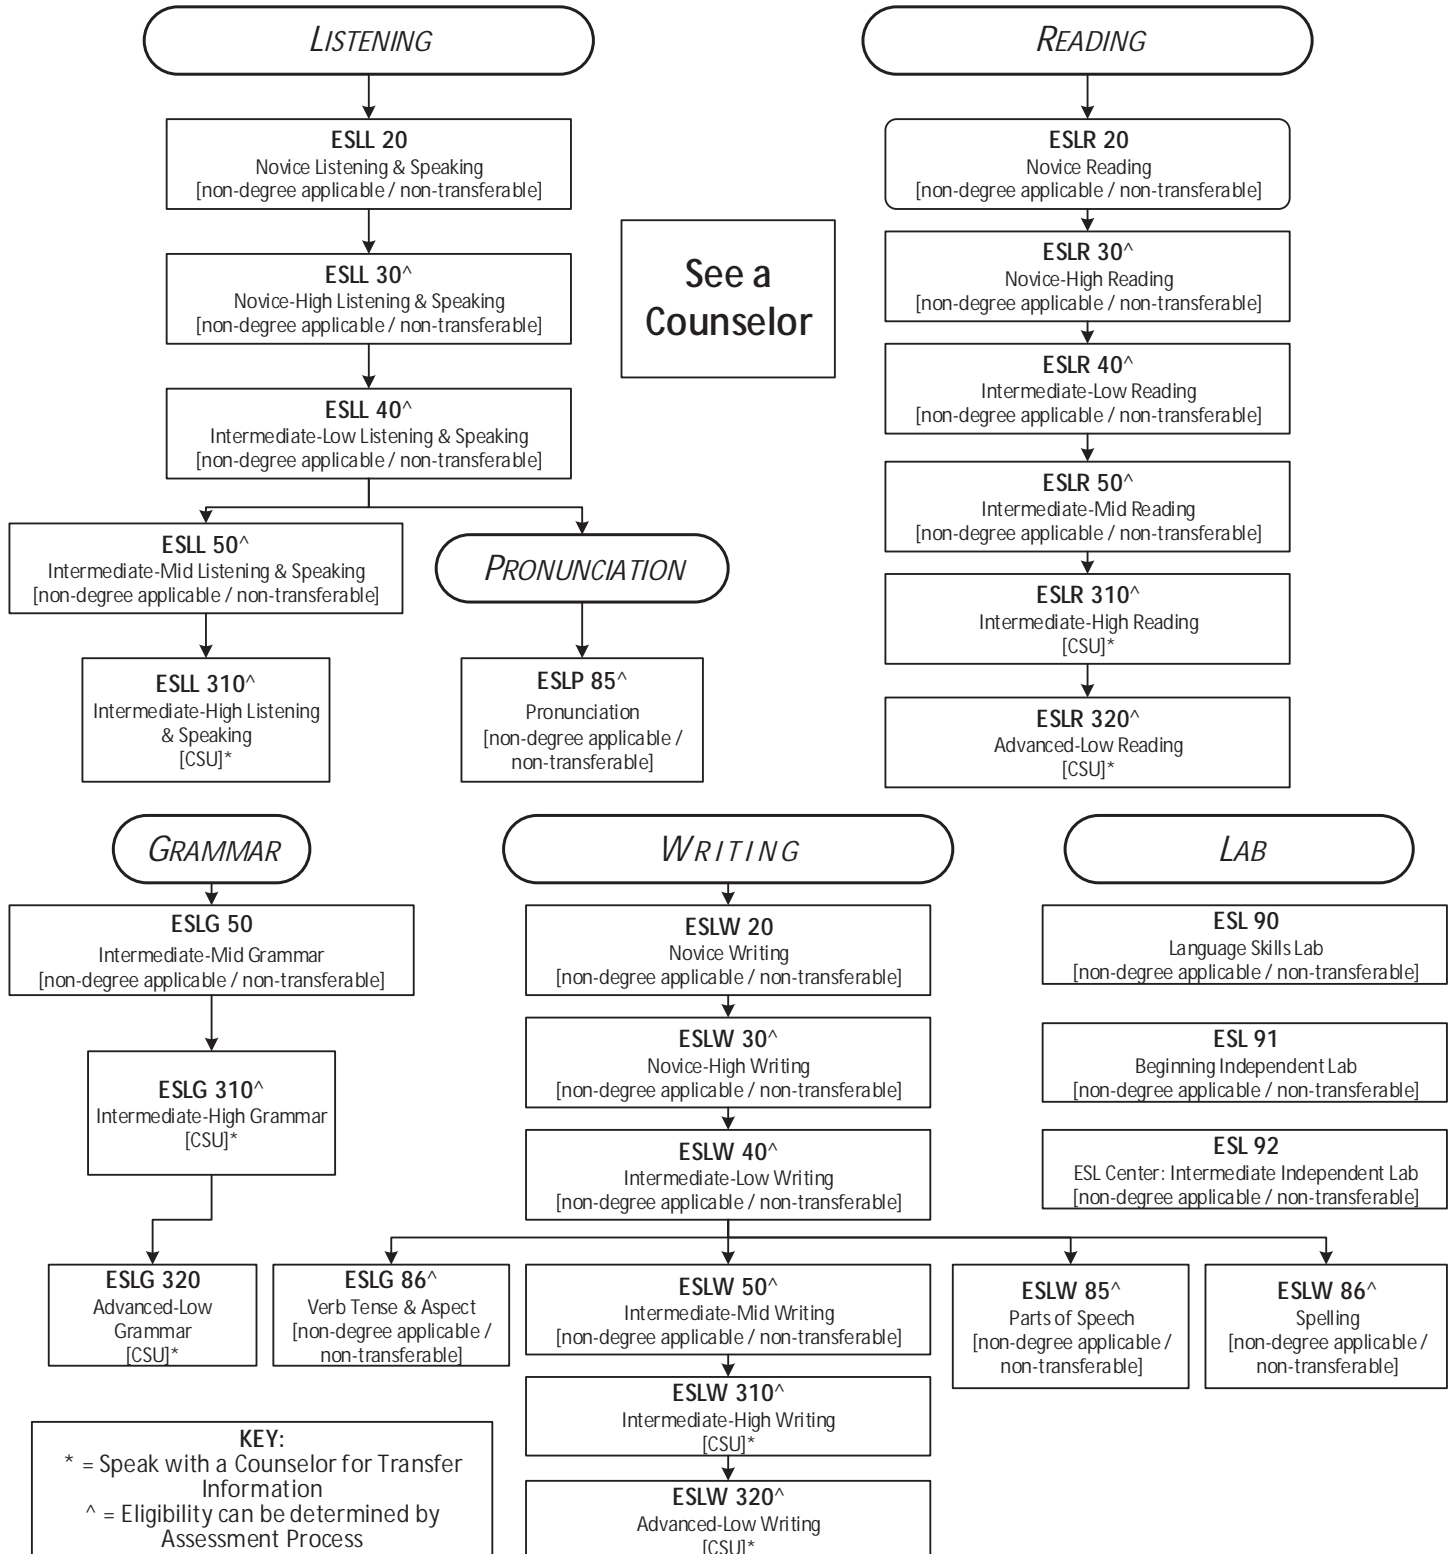 LISTENING
ESLL 20
Novice Listening & Speaking
[non-degree applicable / non-transferable]
ESLL 30^
Novice-High Listening & Speaking
[non-degree applicable / non-transferable]
ESLL 40^
Intermediate-Low Listening & Speaking
[non-degree applicable / non-transferable]
ESLL 50^
Intermediate-Mid Listening & Speaking
[non-degree applicable / non-transferable]
ESLL 310^
Intermediate-High Listening
& Speaking
[CSU]*
PRONUNCIATION
ESLP 85^
Pronunciation
[non-degree applicable /
non-transferable]
See a
Counselor
READING
ESLR 20
Novice Reading
[non-degree applicable / non-transferable]
ESLR 30^
Novice-High Reading
[non-degree applicable / non-transferable]
ESLR 40^
Intermediate-Low Reading
[non-degree applicable / non-transferable]
ESLR 50^
Intermediate-Mid Reading
[non-degree applicable / non-transferable]
ESLR 310^
Intermediate-High Reading
[CSU]*
ESLR 320^
Advanced-Low Reading
[CSU]*
GRAMMAR
ESLG 50
Intermediate-Mid Grammar
[non-degree applicable / non-transferable]
ESLG 310^
Intermediate-High Grammar
[CSU]*
ESLG 320
Advanced-Low
Grammar
[CSU]*
WRITING
ESLW 20
Novice Writing
[non-degree applicable / non-transferable]
ESLW 30^
Novice-High Writing
[non-degree applicable / non-transferable]
ESLW 40^
Intermediate-Low Writing
[non-degree applicable / non-transferable]
ESLG 86^
Verb Tense & Aspect
[non-degree applicable /
non-transferable]
ESLW 50^
Intermediate-Mid Writing
[non-degree applicable / non-transferable]
ESLW 85^
Parts of Speech
[non-degree applicable /
non-transferable]
ESLW 86^
Spelling
[non-degree applicable /
non-transferable]
ESLW 310^
Intermediate-High Writing
[CSU]*
ESLW 320^
Advanced-Low Writing
[CSU]*
LAB
ESL 90
Language Skills Lab
[non-degree applicable / non-transferable]
ESL 91
Beginning Independent Lab
[non-degree applicable / non-transferable]
ESL 92
ESL Center: Intermediate Independent Lab
[non-degree applicable / non-transferable]
KEY:
* = Speak with a Counselor for Transfer
Information
^ = Eligibility can be determined by
Assessment Process